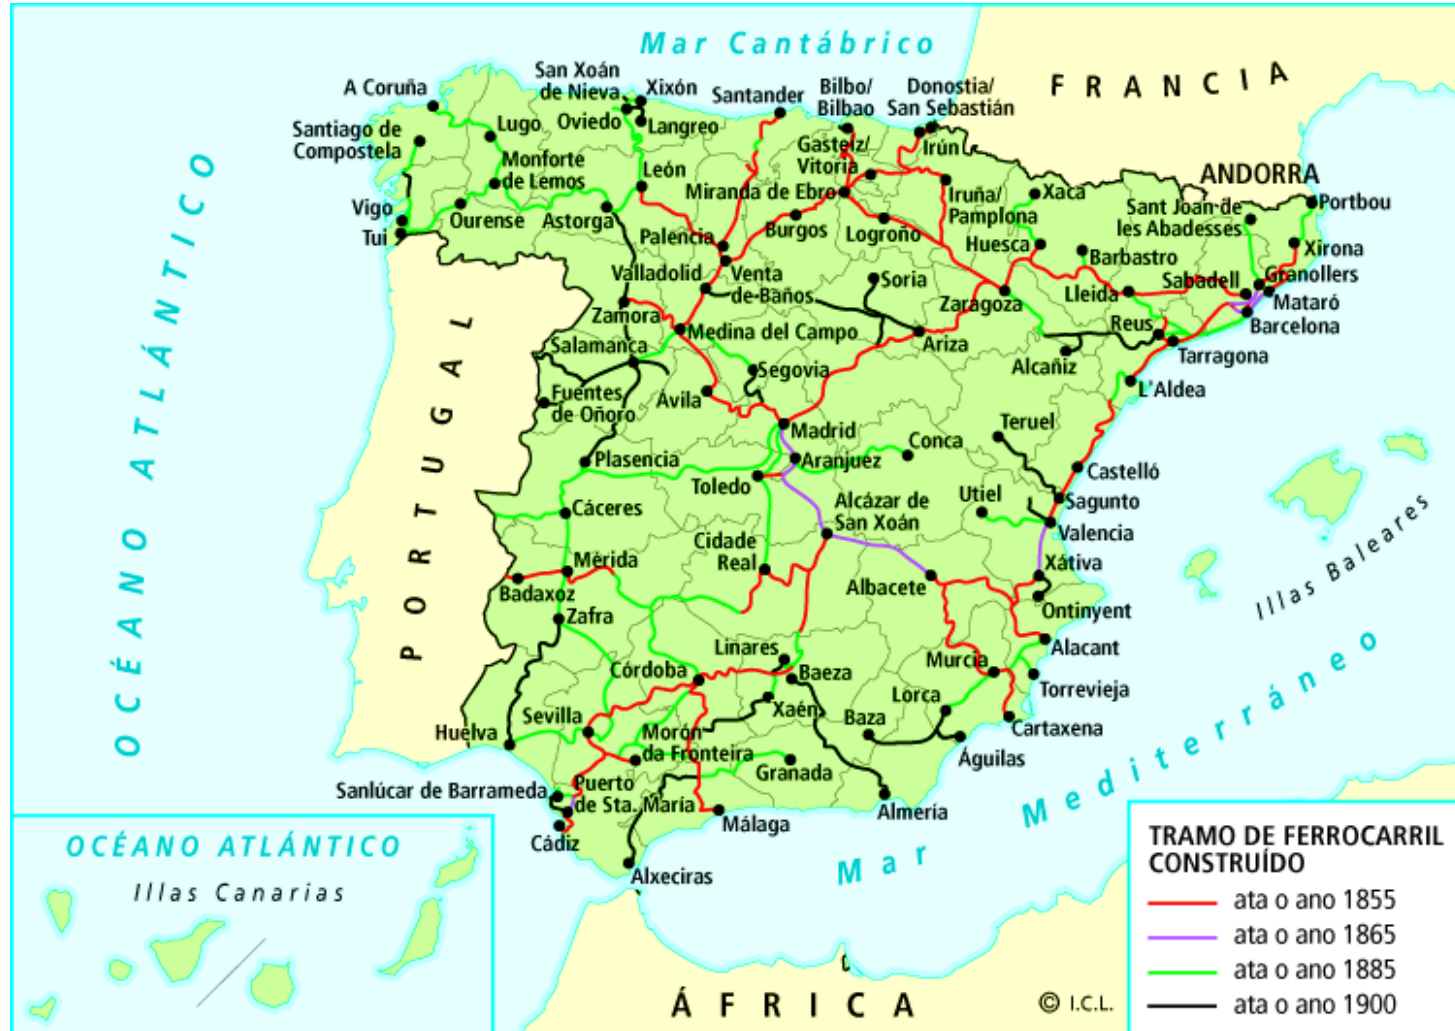 Mar Cantábrico
FRANCIA
ANDORRA
OCÉANO ATLÁNTICO
PORTUGAL
A Coruña
Santiago de
Compostela
Lugo
Monforte
de Lemos
Vigo
Tui
Ourense
San Xoán
de Nieva
Xixón
Oviedo
Langreo
León
Astorga
Santander
Bilbo/
Bilbao
Donostia/
San Sebastián
Irún
Gasteiz/
Vitoria
Miranda de Ebro
Iruña/
Pamplona
Palencia
Burgos
Logroño
Huesca
Xaca
Barbastro
Sant Joan de
les Abadesses
Portbou
Xirona
Sabadell
Granollers
Mataró
Barcelona
Lleida
Reus
Tarragona
Valladolid
Venta
de Baños
Soria
Zaragoza
Zamora
Medina del Campo
Ariza
Alcañiz
L'Aldea
Salamanca
Segovia
Fuentes
de Oñoro
Ávila
Madrid
Teruel
Plasencia
Aranjuez
Conca
Castelló
Toledo
Alcázar de
San Xoán
Utiel
Sagunto
Valencia
Cáceres
Cidade
Real
Mérida
Badaxoz
Albacete
Xátiva
Ontinyent
Zafra
Linares
Alacant
Córdoba
Baeza
Murcia
Torrevieja
Lorca
Cartaxena
Huelva
Sevilla
Xaén
Baza
Águilas
Morón
da Fronteira
Granada
Sanlúcar de Barrameda
Puerto
de Sta. María
Málaga
Almería
Cádiz
Alxeciras
Illas Baleares
Mar Mediterráneo
ÁFRICA
OCÉANO ATLÁNTICO
Illas Canarias
TRAMO DE FERROCARRIL
CONSTRUÍDO
ata o ano 1855
ata o ano 1865
ata o ano 1885
ata o ano 1900
© I.C.L.